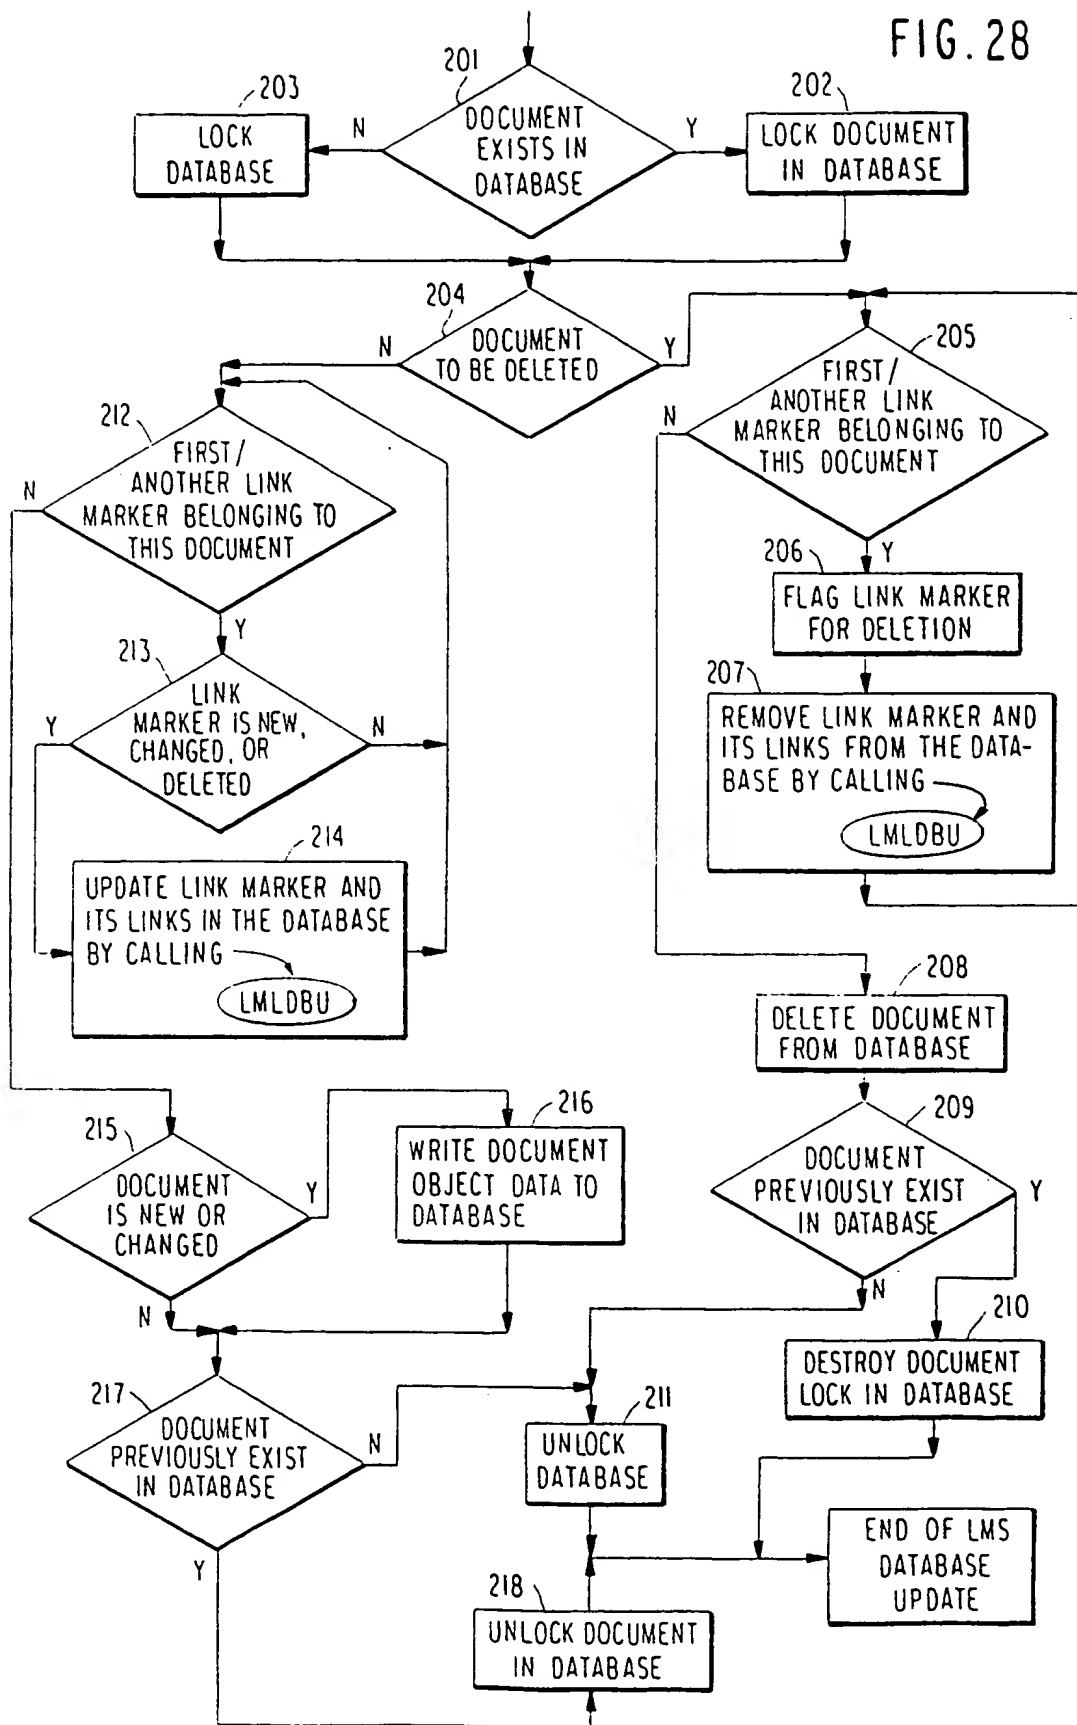 FIG. 28
201
DOCUMENT
EXISTS IN
DATABASE
N
Y
203
LOCK
DATABASE
202
LOCK DOCUMENT
IN DATABASE
204
DOCUMENT
TO BE DELETED
N
Y
205
FIRST/
ANOTHER LINK
MARKER BELONGING TO
THIS DOCUMENT
N
Y
206
FLAG LINK MARKER
FOR DELETION
207
REMOVE LINK MARKER AND
ITS LINKS FROM THE DATA-
BASE BY CALLING
LMLDBU
212
FIRST/
ANOTHER LINK
MARKER BELONGING TO
THIS DOCUMENT
N
Y
213
LINK
MARKER IS NEW,
CHANGED, OR
DELETED
Y
N
214
UPDATE LINK MARKER AND
ITS LINKS IN THE DATABASE
BY CALLING
LMLDBU
208
DELETE DOCUMENT
FROM DATABASE
209
DOCUMENT
PREVIOUSLY EXIST
IN DATABASE
Y
N
210
DESTROY DOCUMENT
LOCK IN DATABASE
215
DOCUMENT
IS NEW OR
CHANGED
Y
N
216
WRITE DOCUMENT
OBJECT DATA TO
DATABASE
217
DOCUMENT
PREVIOUSLY EXIST
IN DATABASE
N
Y
211
UNLOCK
DATABASE
218
UNLOCK DOCUMENT
IN DATABASE
END OF LMS
DATABASE
UPDATE